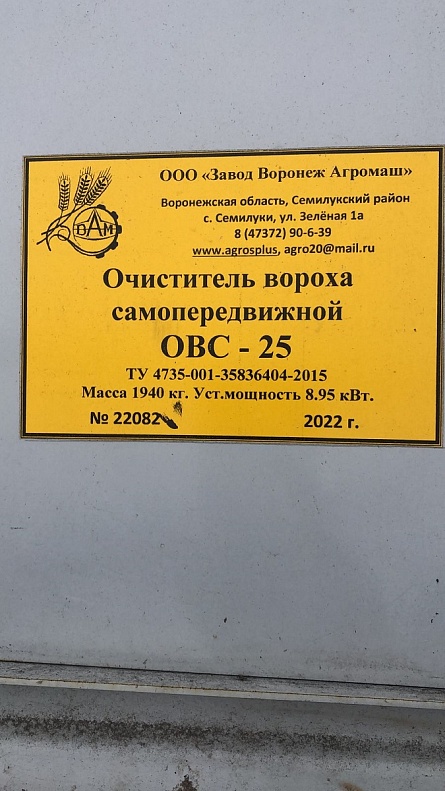 ООО «Завод Воронеж Агромаш»
Воронежская область, Семилукский район
с. Семилуки, ул. Зелёная 1а
8 (47372) 90-6-39
www.agrosplus, agro20@mail.ru
Очиститель вороха
самопередвижной
ОВС - 25
ТУ 4735-001-35836404-2015
Масса 1940 кг. Уст.мощность 8.95 кВт.
№ 22082 2022 г.